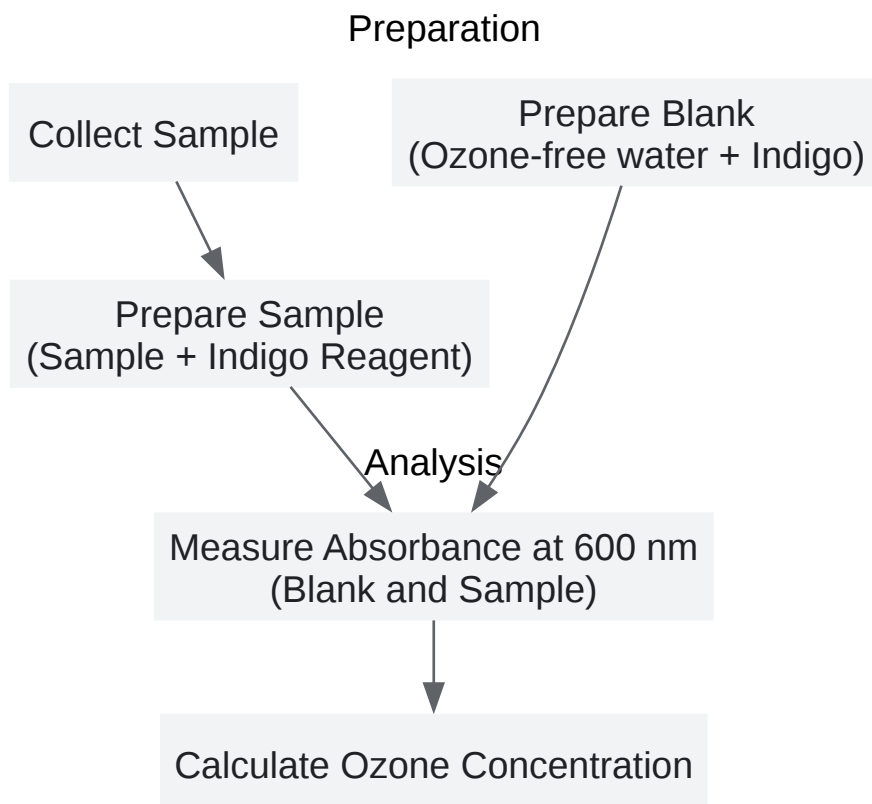 Preparation
Collect Sample
Prepare Blank
(Ozone-free water + Indigo)
Prepare Sample
(Sample + Indigo Reagent)
Analysis
Measure Absorbance at 600 nm
(Blank and Sample)
Calculate Ozone Concentration